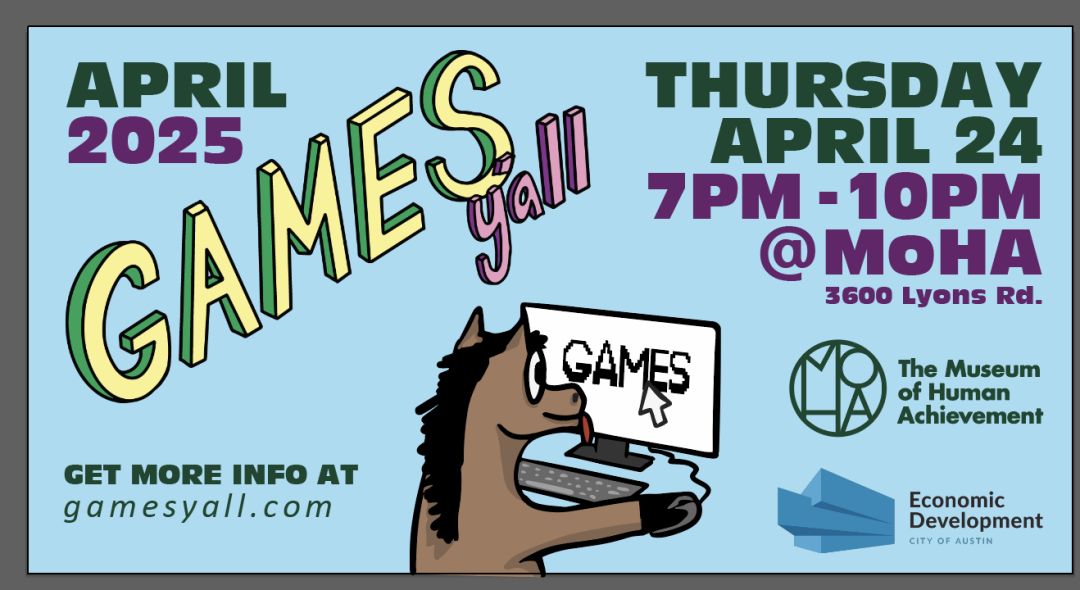 APRIL
2025
GAMES
y'all
THURSDAY
APRIL 24
7PM - 10PM
@MoHA
3600 Lyons Rd.
GAMES
MOHA
The Museum
of Human
Achievement
GET MORE INFO AT
gamesyall.com
Economic
Development
CITY OF AUSTIN